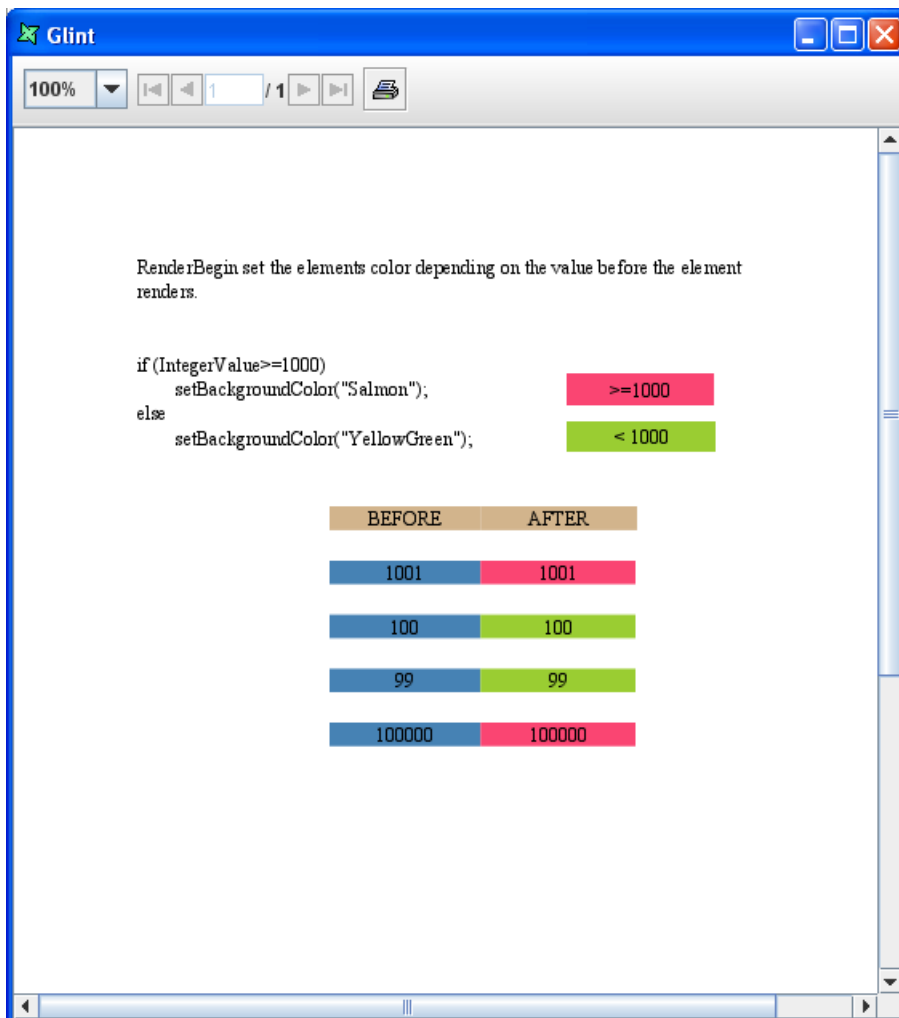 Glint
100% 1 / 1
RenderBegin set the elements color depending on the value before the element
renders.
if (IntegerValue>=1000)
setBackgroundColor("Salmon"); >=1000
else
setBackgroundColor("YellowGreen"); < 1000
BEFORE AFTER
1001 1001
100 100
99 99
100000 100000